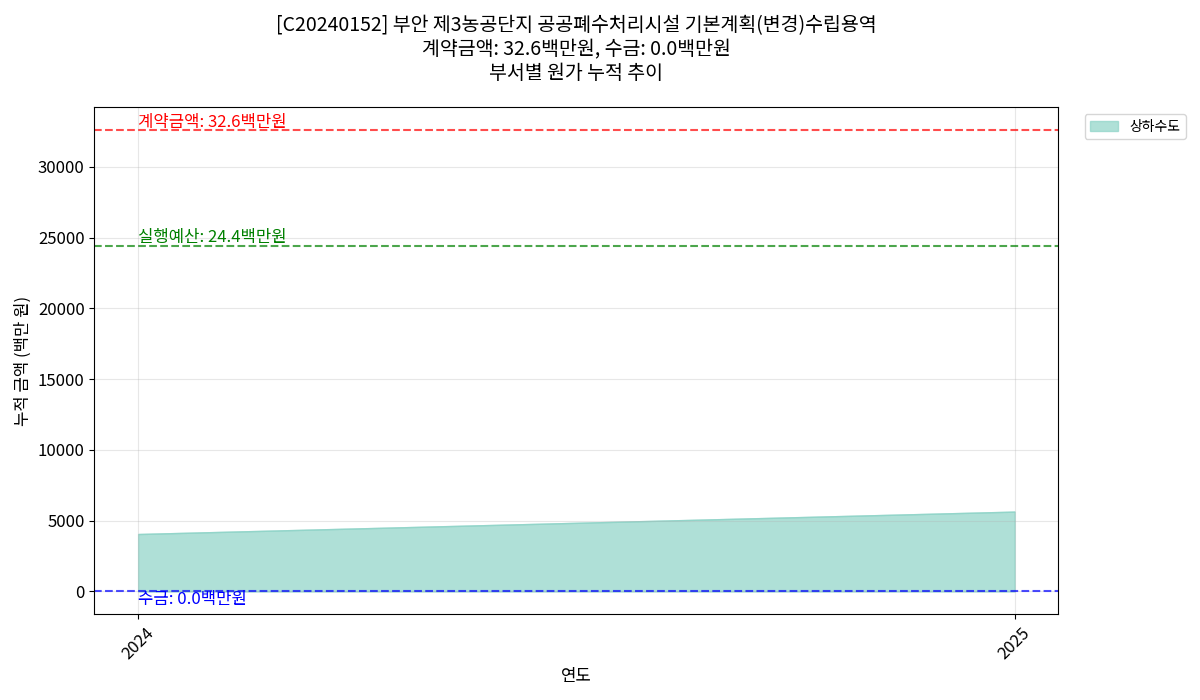 [C20240152] 부안 제3농공단지 공공폐수처리시설 기본계획(변경)수립용역
계약금액: 32.6백만원, 수금: 0.0백만원
부서별 원가 누적 추이
계약금액: 32.6백만원
상하수도
30000
실행예산: 24.4백만원
25000
20000
15000
10000
5000
0
수금: 0.0백만원
누적 금액 (백만 원)
2024
2025
연도